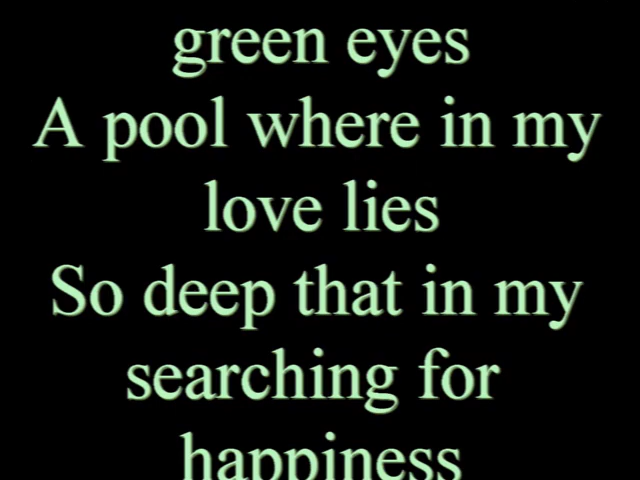 green eyes
A pool where in my
love lies
So deep that in my
searching for
happiness